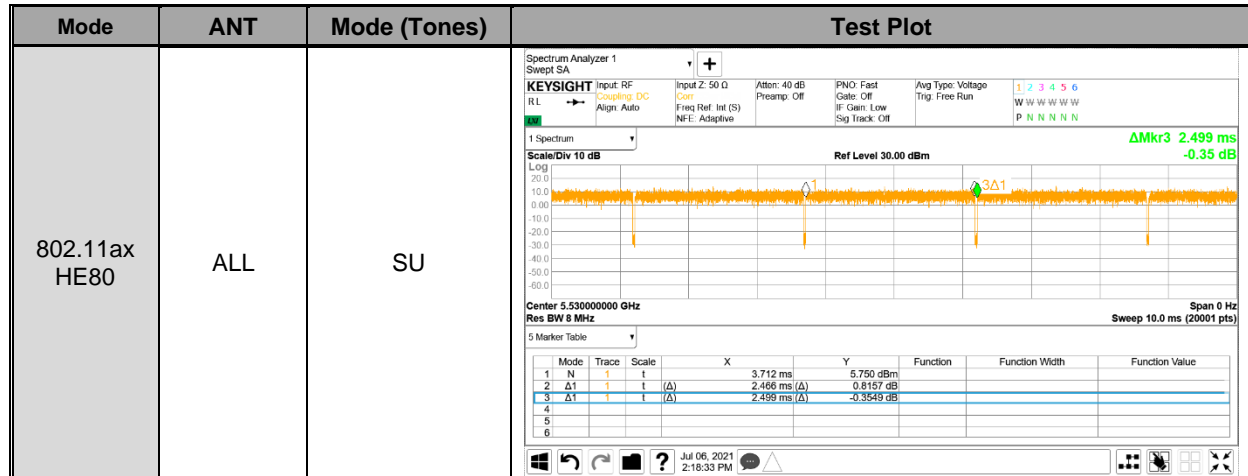 Mode ANT Mode (Tones) Test Plot
802.11ax
HE80
ALL
SU
Spectrum Analyzer 1
Swept SA
+
KEYSIGHT Input: RF Input Z: 50 Ω Atten: 40 dB PNO: Fast Avg Type: Voltage 1 2 3 4 5 6
RL Coupling: DC Corr Preamp: Off Gate: Off Trig: Free Run W W W W W W
Align: Auto Freq Ref: Int (S) IF Gain: Low
NFE: Adaptive Sig Track: Off P N N N N N
1 Spectrum ΔMkr3 2.499 ms
Scale/Div 10 dB Ref Level 30.00 dBm -0.35 dB
Log
20.0
10.0 1 3Δ1
0.00
-10.0
-20.0
-30.0
-40.0
-50.0
-60.0
Center 5.530000000 GHz Span 0 Hz
Res BW 8 MHz Sweep 10.0 ms (20001 pts)
5 Marker Table
Mode Trace Scale X Y Function Function Width Function Value
1 N 1 t 3.712 ms 5.750 dBm
2 Δ1 1 t (Δ) 2.466 ms (Δ) 0.8157 dB
3 Δ1 1 t (Δ) 2.499 ms (Δ) -0.3549 dB
4
5
6
? Jul 06, 2021
2:18:33 PM